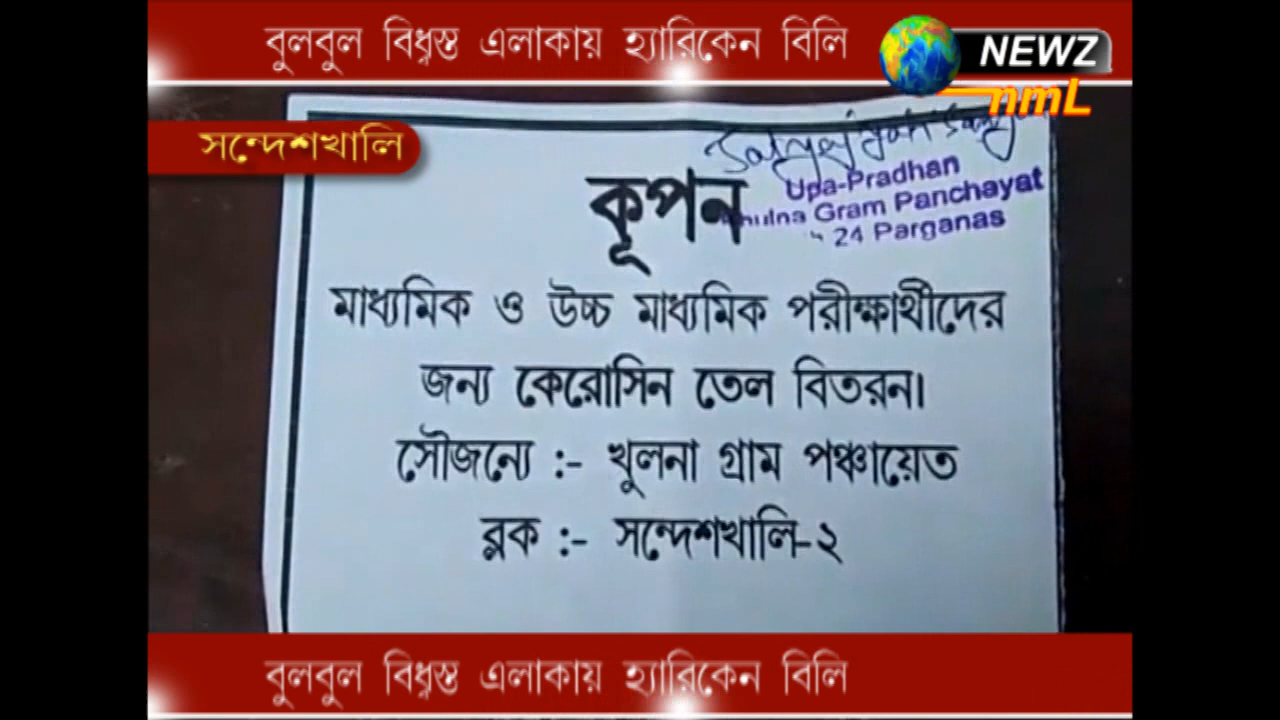 বুলবুল বিধ্বস্ত এলাকায় হ্যারিকেন বিলি
NEWZ
nmL
সন্দেশখালি
Upa-Pradhan
Gram Panchayat
24 Parganas
কূপন
মাধ্যমিক ও উচ্চ মাধ্যমিক পরীক্ষার্থীদের
জন্য কেরোসিন তেল বিতরন।
সৌজন্যে :- খুলনা গ্রাম পঞ্চায়েত
ব্লক :- সন্দেশখালি-২
বুলবুল বিধ্বস্ত এলাকায় হ্যারিকেন বিলি